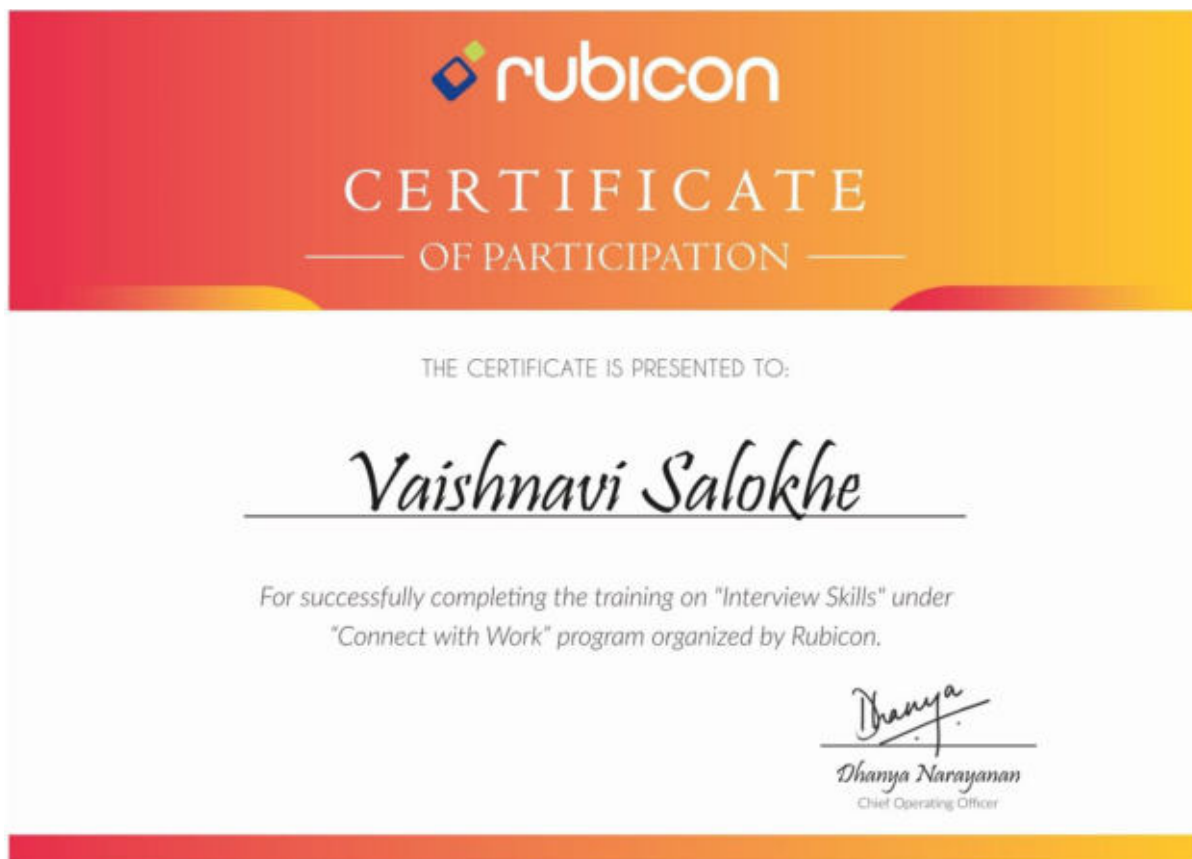 rubicon
CERTIFICATE
OF PARTICIPATION
THE CERTIFICATE IS PRESENTED TO:
Vaishnavi Salokhe
For successfully completing the training on "Interview Skills" under
"Connect with Work" program organized by Rubicon.
Dhanya
Dhanya Narayanan
Chief Operating Officer